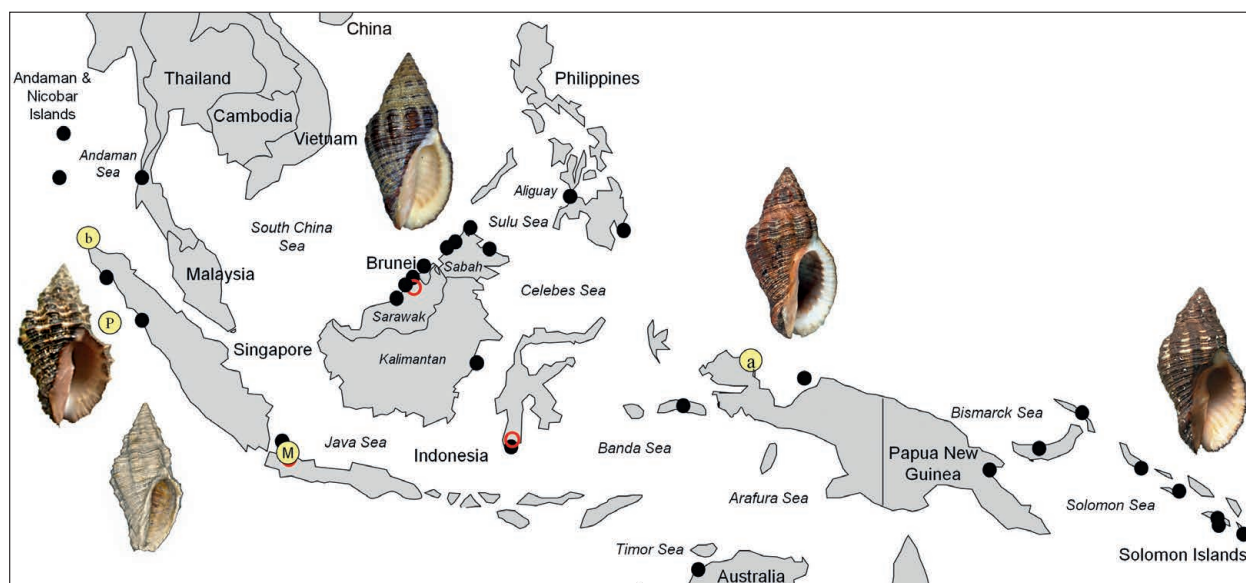 China
Andaman &
Nicobar
Islands
Thailand
Philippines
Cambodia
Vietnam
Andaman
Sea
Aliguay
South China
Sea
Sulu Sea
b
Malaysia
Brunei
Sabah
Celebes Sea
P
Sarawak
Singapore
Kalimantan
a
Bismarck Sea
M
Java Sea
Indonesia
Banda Sea
Papua New
Guinea
Arafura Sea
Solomon Sea
Timor Sea
Solomon Islands
Australia